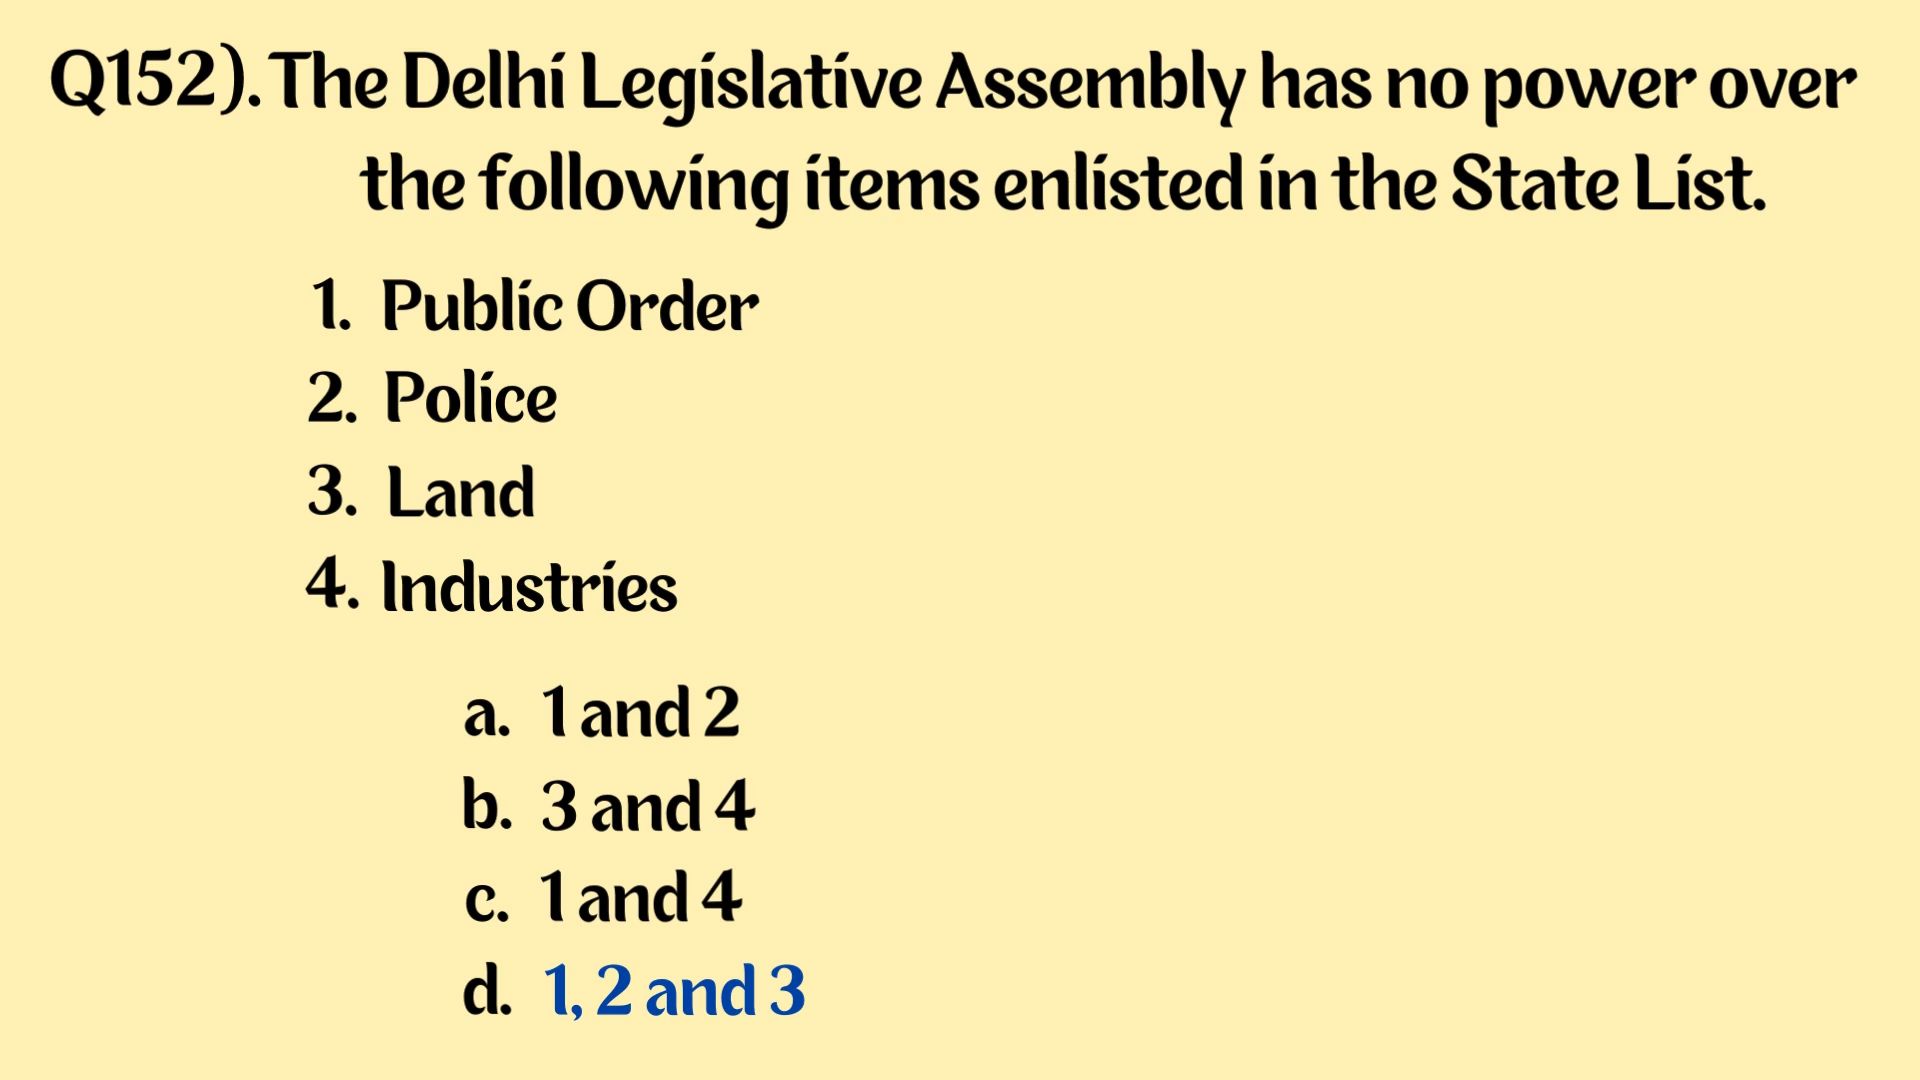 Q152). The Delhi Legislative Assembly has no power over
the following items enlisted in the State List.
1. Public Order
2. Police
3. Land
4. Industries
a. 1 and 2
b. 3 and 4
c. 1 and 4
d. 1, 2 and 3